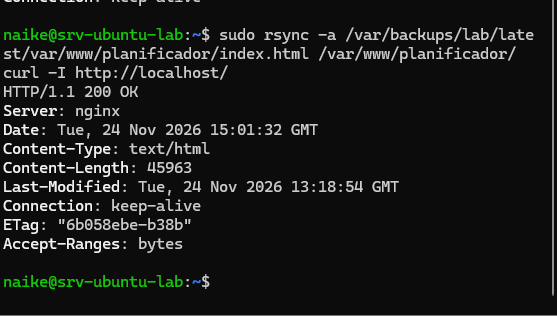 Connection: keep-alive
naike@srv-ubuntu-lab:~$ sudo rsync -a /var/backups/lab/late
st/var/www/planificador/index.html /var/www/planificador/
curl -I http://localhost/
HTTP/1.1 200 OK
Server: nginx
Date: Tue, 24 Nov 2026 15:01:32 GMT
Content-Type: text/html
Content-Length: 45963
Last-Modified: Tue, 24 Nov 2026 13:18:54 GMT
Connection: keep-alive
ETag: "6b058ebe-b38b"
Accept-Ranges: bytes
naike@srv-ubuntu-lab:~$